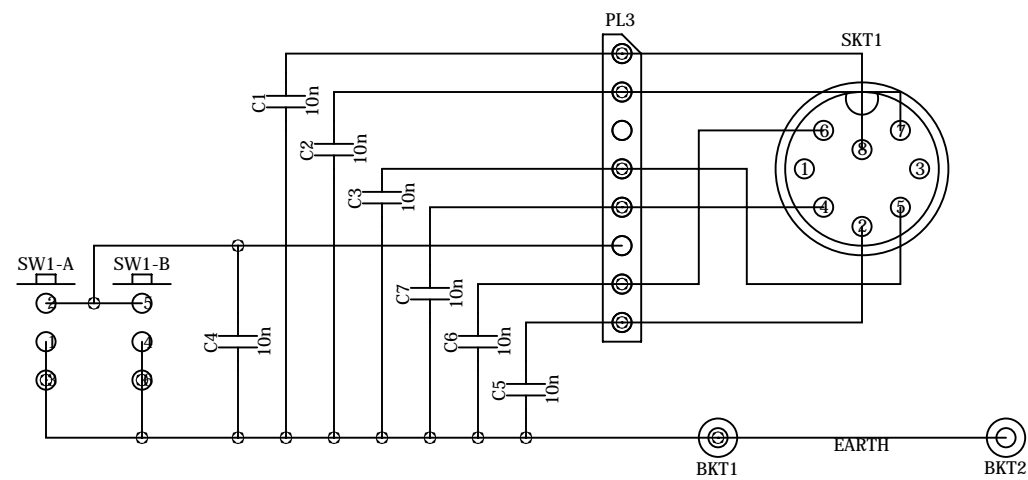 PL3
SKT1
C1
10n
C2
10n
C3
10n
6
7
8
1
3
4
5
2
SW1-A
SW1-B
2
5
1
4
3
6
C4
10n
C7
10n
C6
10n
C5
10n
BKT1
EARTH
BKT2